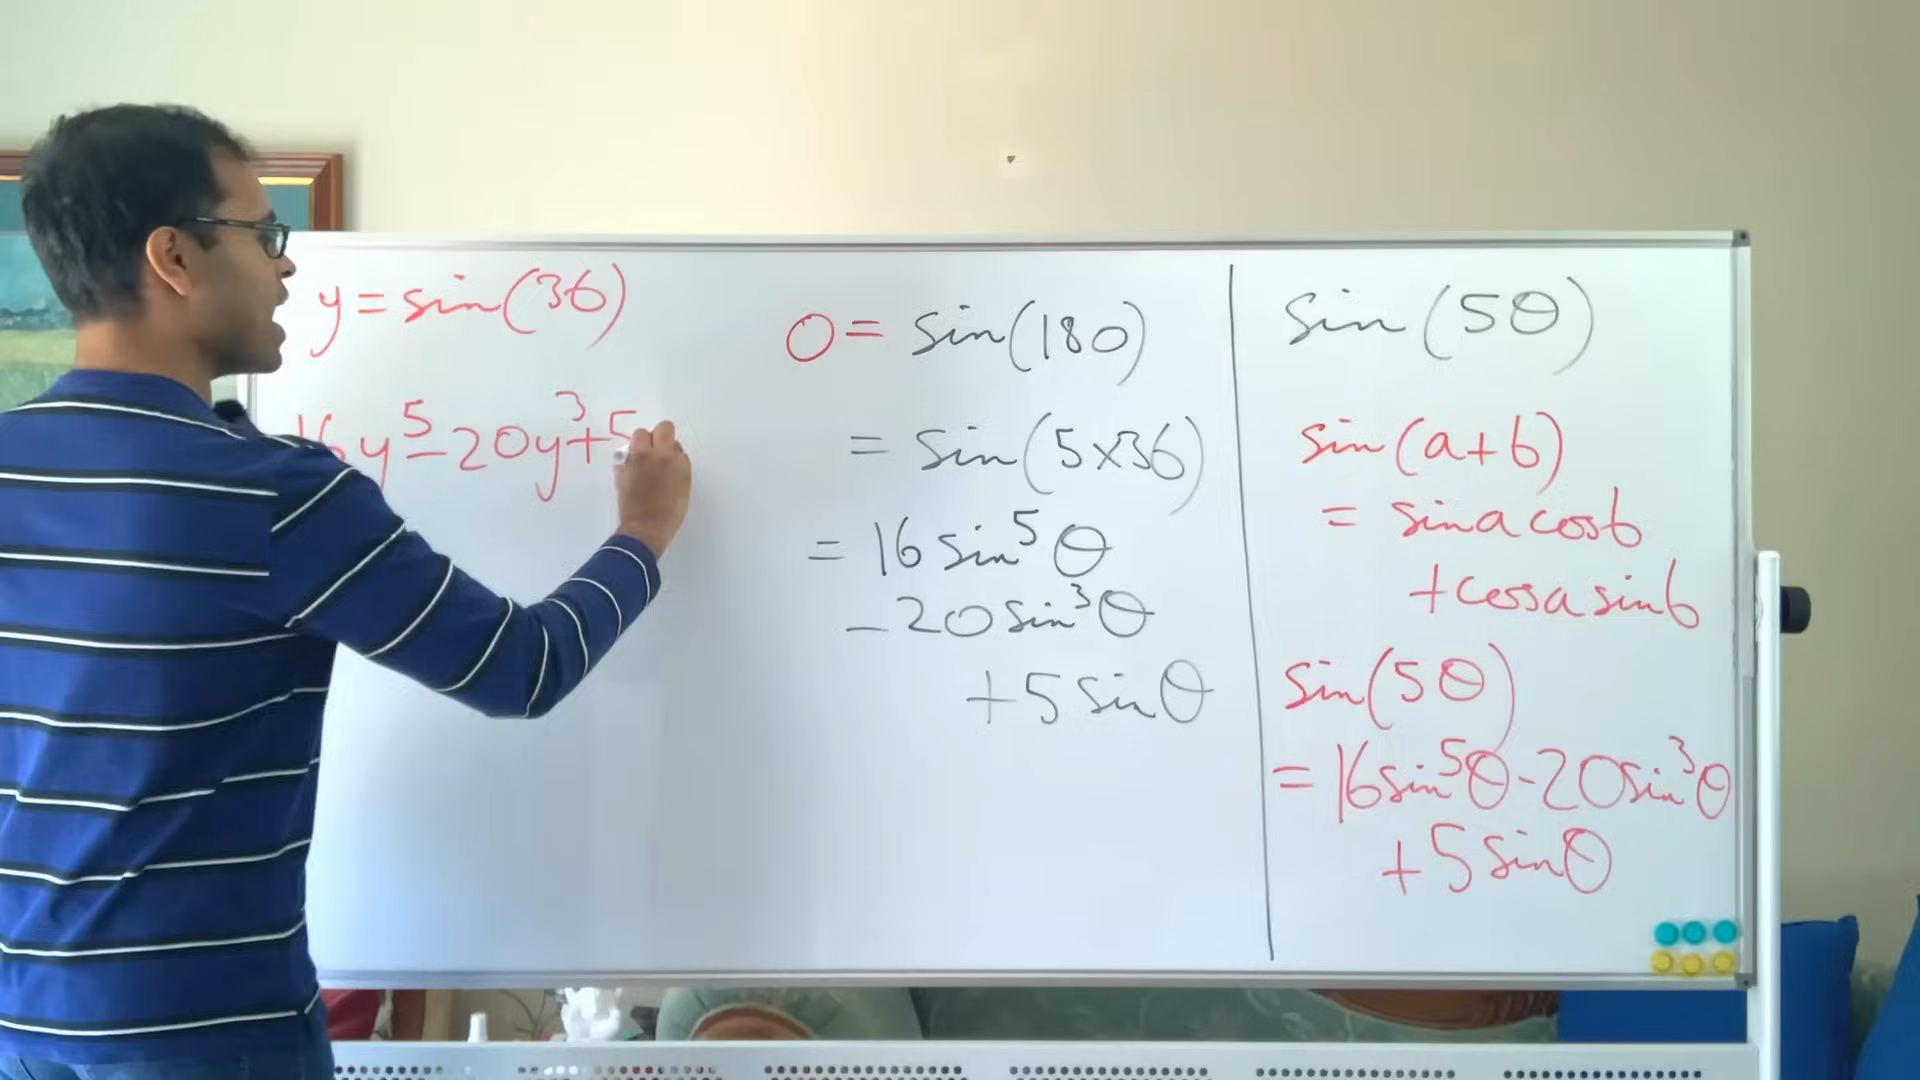 y = sin(36)
16y⁵ - 20y³ + 5
0 = sin(180)
= sin(5×36)
= 16 sin⁵θ
- 20 sin³θ
+ 5 sinθ
sin(5θ)
sin(a+b)
= sina cosb
+ cosa sinb
sin(5θ)
= 16sin⁵θ - 20sin³θ
+ 5 sinθ